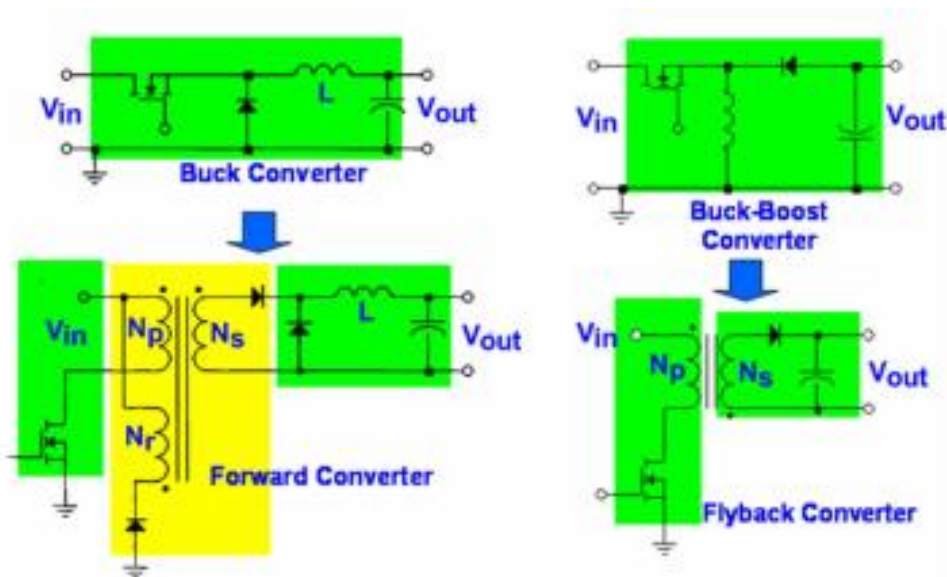 Vin
L
Vout
Buck Converter
Vin
Vout
Buck-Boost
Converter
Vin
Np
Ns
L
Vout
Nr
Forward Converter
Vin
Np
Ns
Vout
Flyback Converter